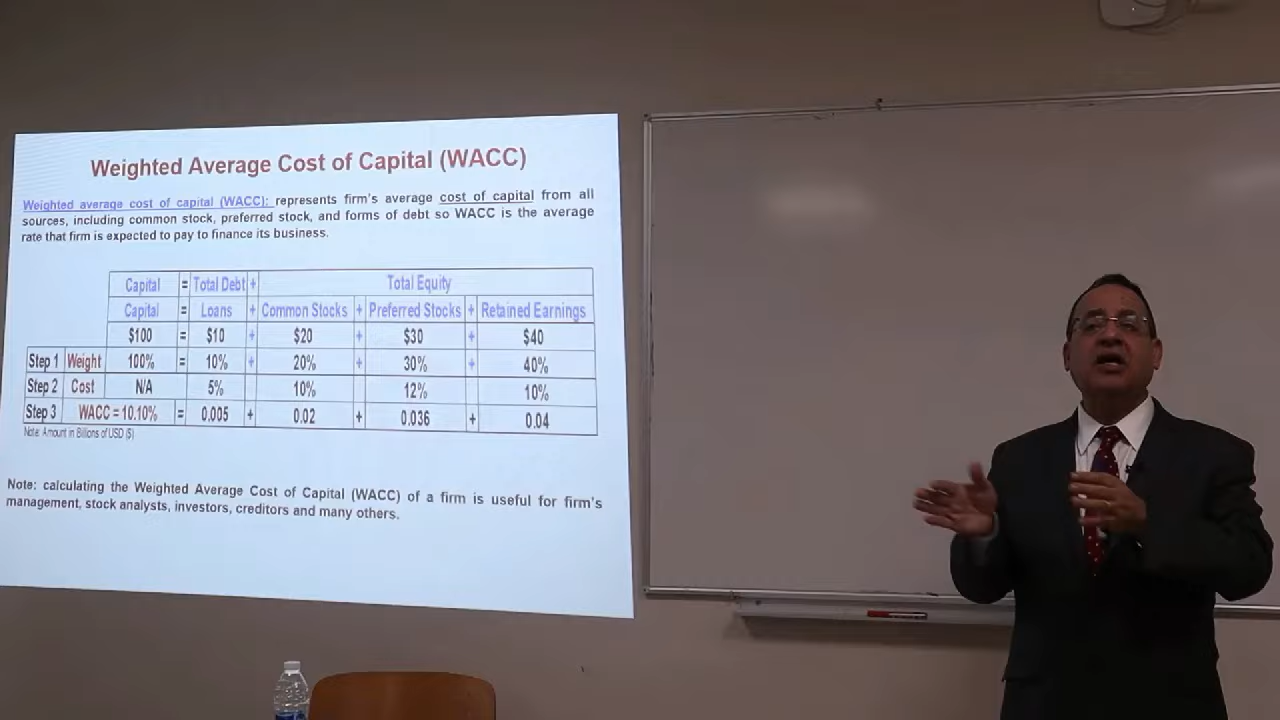 Weighted Average Cost of Capital (WACC)
Weighted average cost of capital (WACC): represents firm's average cost of capital from all
sources, including common stock, preferred stock, and forms of debt so WACC is the average
rate that firm is expected to pay to finance its business.
Capital = Total Debt + Total Equity
Capital = Loans + Common Stocks + Preferred Stocks + Retained Earnings
$100 = $10 + $20 + $30 + $40
Step 1 Weight 100% = 10% + 20% + 30% + 40%
Step 2 Cost N/A 5% 10% 12% 10%
Step 3 WACC = 10.10% = 0.005 + 0.02 + 0.036 + 0.04
Note: Amount in Billions of USD ($)
Note: calculating the Weighted Average Cost of Capital (WACC) of a firm is useful for firm's
management, stock analysts, investors, creditors and many others.